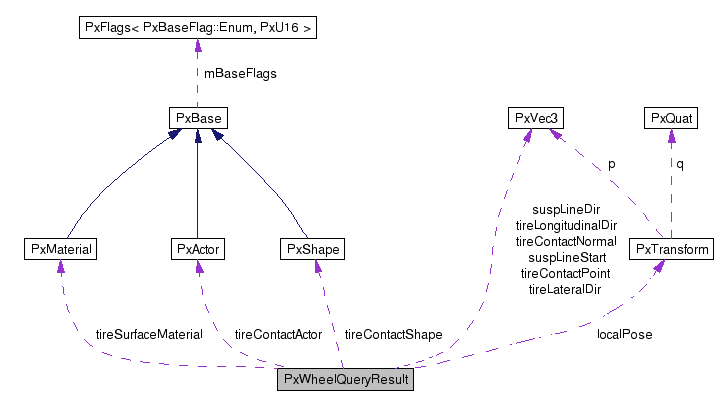 PxFlags< PxBaseFlag::Enum, PxU16 >
mBaseFlags
PxBase
PxVec3
PxQuat
p
q
suspLineDir
tireLongitudinalDir
tireContactNormal
suspLineStart
tireContactPoint
tireLateralDir
PxMaterial
PxActor
PxShape
PxTransform
tireSurfaceMaterial
tireContactActor
tireContactShape
localPose
PxWheelQueryResult